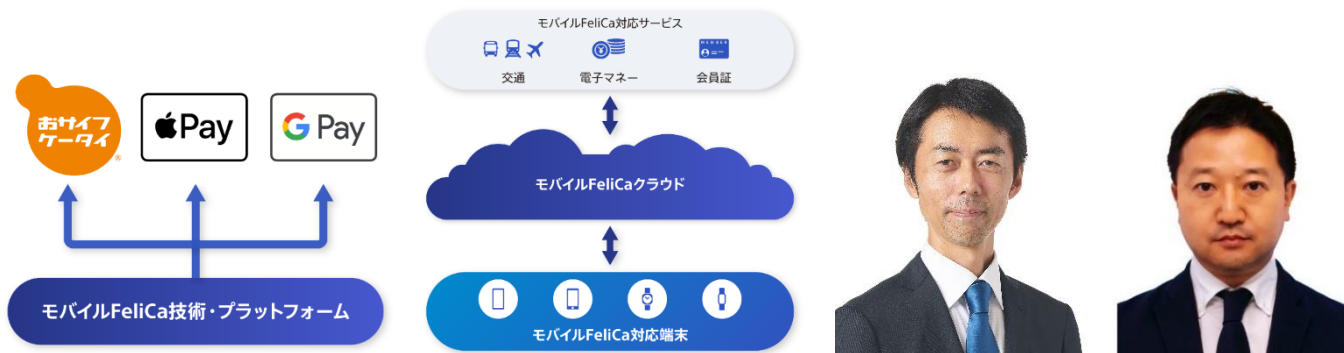 おサイフ
ケータイ
®
Pay
G Pay
モバイルFeliCa技術・プラットフォーム
モバイルFeliCa対応サービス
交通
電子マネー
会員証
モバイルFeliCaクラウド
モバイルFeliCa対応端末